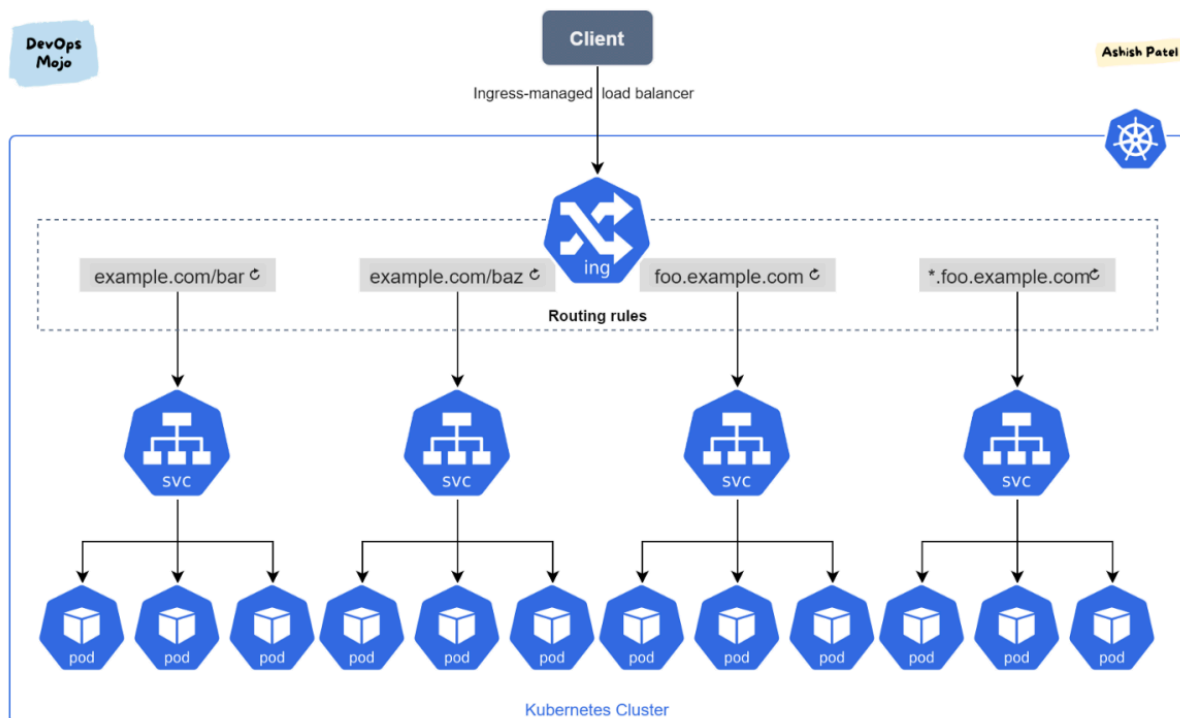 DevOps
Mojo
Client
Ashish Patel
Ingress-managed load balancer
ing
example.com/bar
example.com/baz
foo.example.com
*.foo.example.com
Routing rules
svc
svc
svc
svc
pod
pod
pod
pod
pod
pod
pod
pod
pod
pod
pod
pod
Kubernetes Cluster